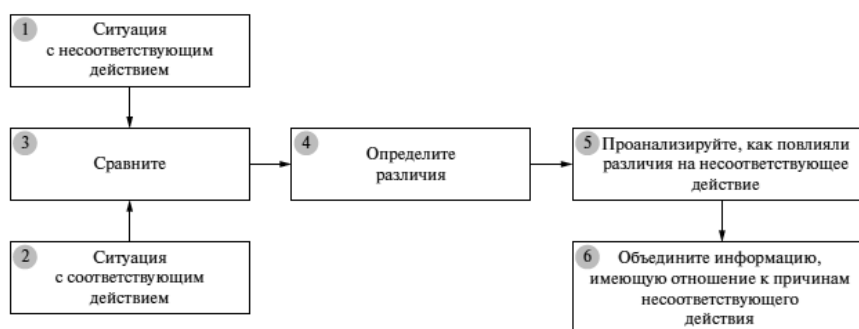 1 Ситуация
с несоответствующим
действием
3
Сравните
4
Определите
различия
5 Проанализируйте, как повлияли
различия на несоответствующее
действие
2 Ситуация
с соответствующим
действием
6 Объедините информацию,
имеющую отношение к причинам
несоответствующего
действия